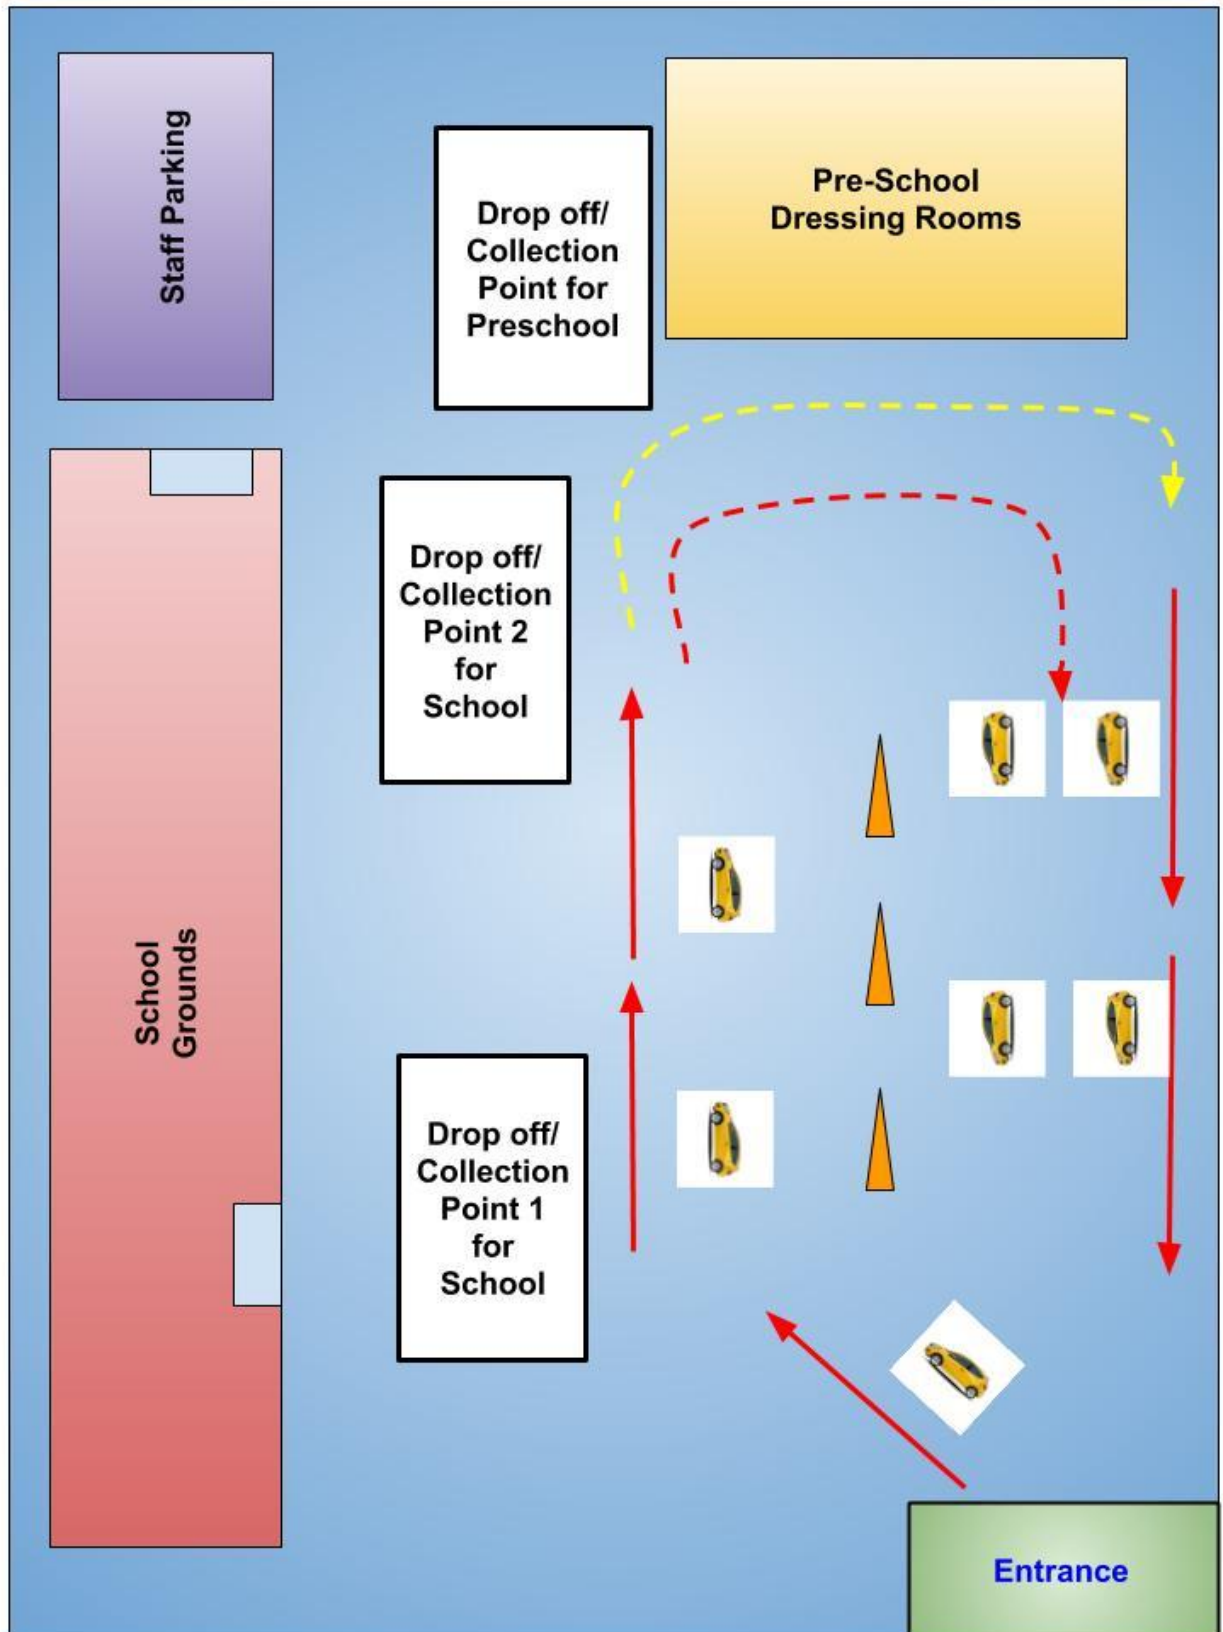 Staff Parking
Drop off/
Collection
Point for
Preschool
Pre-School
Dressing Rooms
Drop off/
Collection
Point 2
for
School
School
Grounds
Drop off/
Collection
Point 1
for
School
Entrance